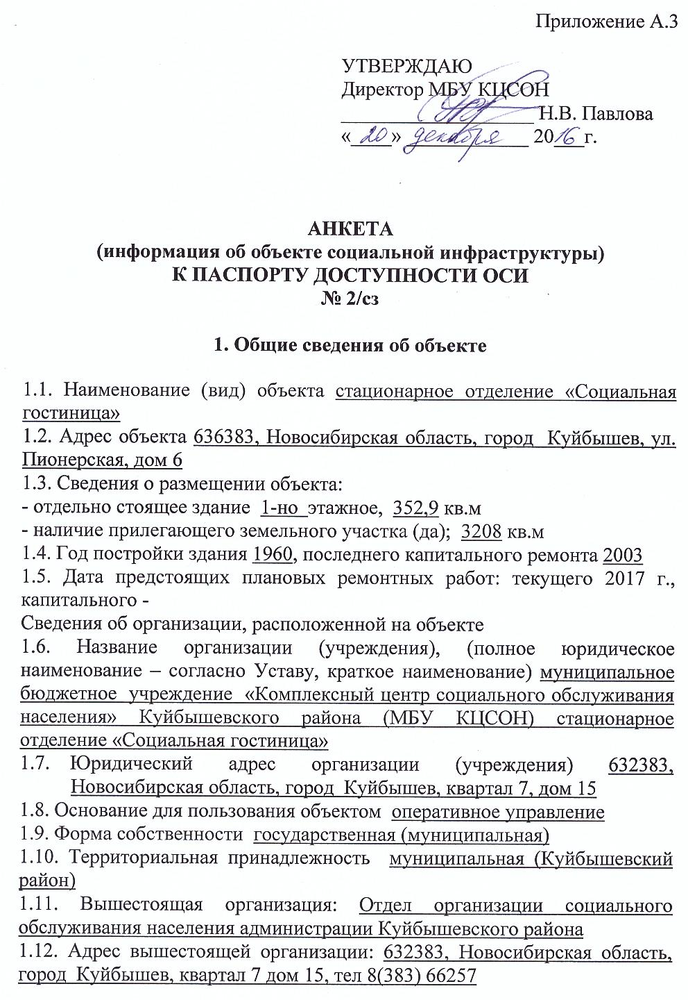 Приложение А.3
УТВЕРЖДАЮ
Директор МБУ КЦСОН
____________________ Н.В. Павлова
« 20 » декабря 2016 г.
АНКЕТА
(информация об объекте социальной инфраструктуры)
К ПАСПОРТУ ДОСТУПНОСТИ ОСИ
№ 2/сз
1. Общие сведения об объекте
1.1. Наименование (вид) объекта стационарное отделение «Социальная
гостиница»
1.2. Адрес объекта 636383, Новосибирская область, город Куйбышев, ул.
Пионерская, дом 6
1.3. Сведения о размещении объекта:
- отдельно стоящее здание 1-но этажное, 352,9 кв.м
- наличие прилегающего земельного участка (да); 3208 кв.м
1.4. Год постройки здания 1960, последнего капитального ремонта 2003
1.5. Дата предстоящих плановых ремонтных работ: текущего 2017 г.,
капитального -
Сведения об организации, расположенной на объекте
1.6. Название организации (учреждения), (полное юридическое
наименование – согласно Уставу, краткое наименование) муниципальное
бюджетное учреждение «Комплексный центр социального обслуживания
населения» Куйбышевского района (МБУ КЦСОН) стационарное
отделение «Социальная гостиница»
1.7. Юридический адрес организации (учреждения) 632383,
Новосибирская область, город Куйбышев, квартал 7, дом 15
1.8. Основание для пользования объектом оперативное управление
1.9. Форма собственности государственная (муниципальная)
1.10. Территориальная принадлежность муниципальная (Куйбышевский
район)
1.11. Вышестоящая организация: Отдел организации социального
обслуживания населения администрации Куйбышевского района
1.12. Адрес вышестоящей организации: 632383, Новосибирская область,
город Куйбышев, квартал 7 дом 15, тел 8(383) 66257